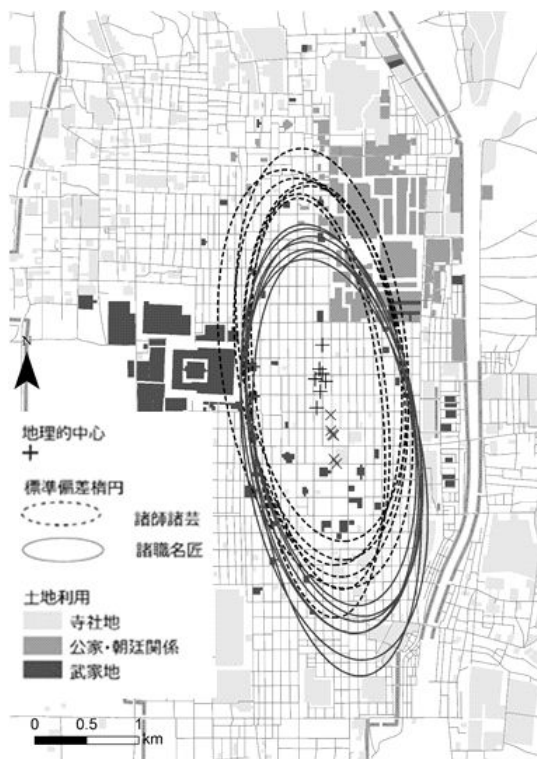 N
地理的中心
標準偏差楕円
諸師諸芸
諸職名匠
土地利用
寺社地
公家・朝廷関係
武家地
0 0.5 1
km